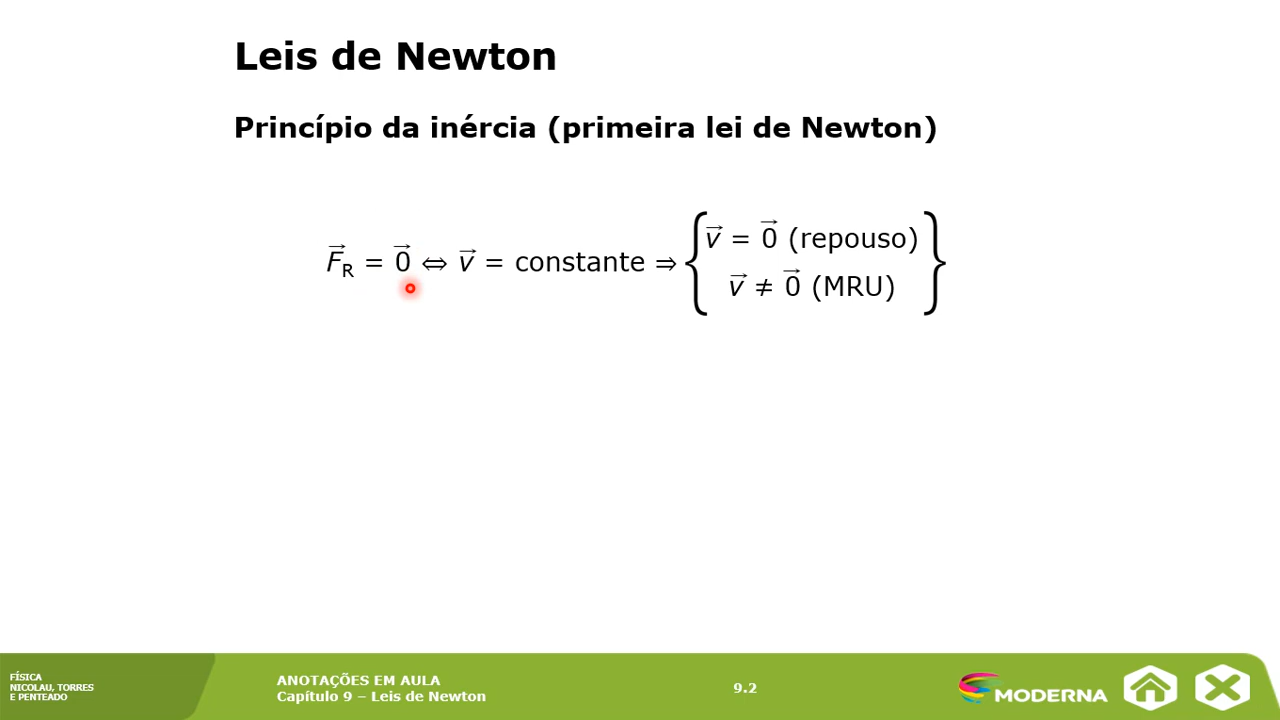 Leis de Newton
Princípio da inércia (primeira lei de Newton)
F⃗R = 0⃗ ⇔ v⃗ = constante ⇒ { v⃗ = 0⃗ (repouso)
v⃗ ≠ 0⃗ (MRU) }
FÍSICA
NICOLAU, TORRES
E PENTEADO
ANOTAÇÕES EM AULA
Capítulo 9 – Leis de Newton
9.2
MODERNA